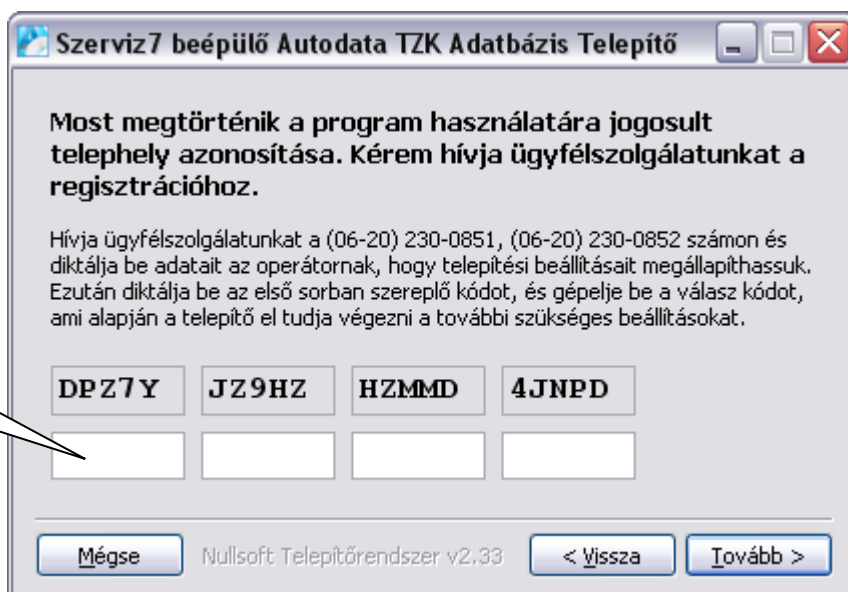 Szerviz7 beépülő Autodata TZK Adatbázis Telepítő
Most megtörténik a program használatára jogosult
telephely azonosítása. Kérem hívja ügyfélszolgálatunkat a
regisztrációhoz.
Hívja ügyfélszolgálatunkat a (06-20) 230-0851, (06-20) 230-0852 számon és
diktálja be adatait az operátornak, hogy telepítési beállításait megállapíthassuk.
Ezután diktálja be az első sorban szereplő kódot, és gépelje be a válasz kódot,
ami alapján a telepítő el tudja végezni a további szükséges beállításokat.
DPZ7Y JZ9HZ HZMMD 4JNPD
Mégse Nullsoft Telepítőrendszer v2.33 < Vissza Tovább >